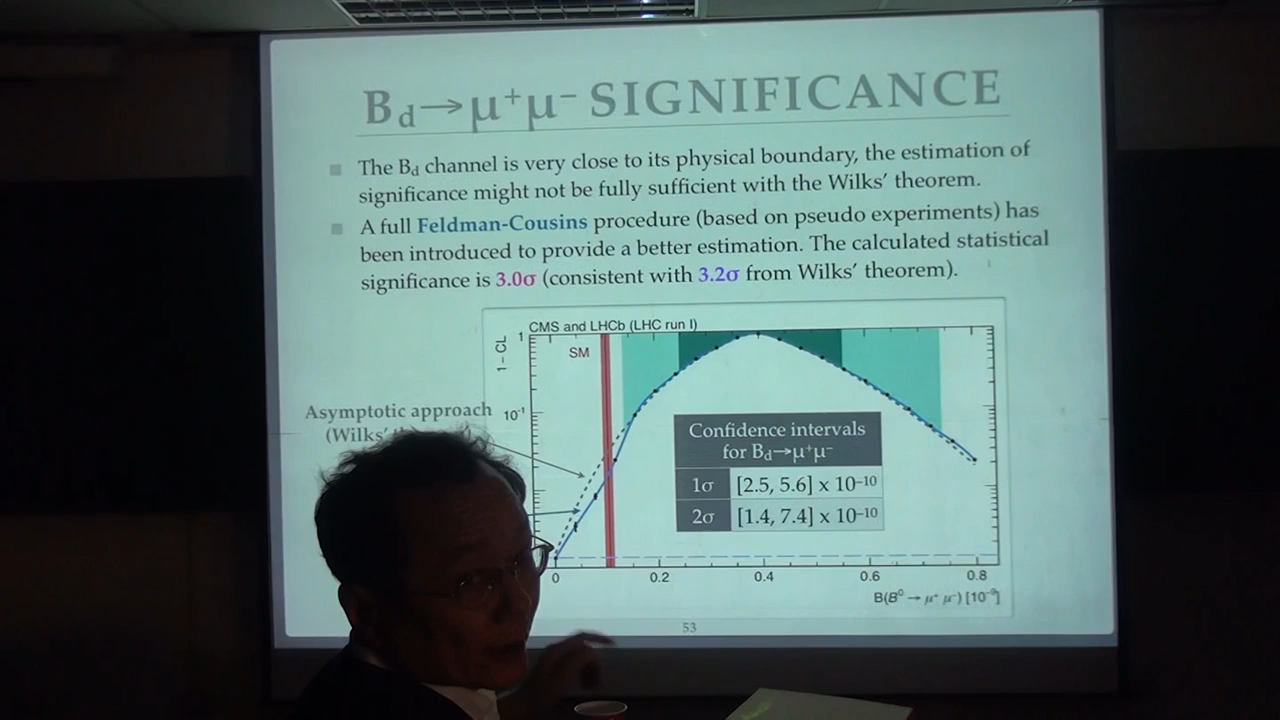 Bd→μ⁺μ⁻ SIGNIFICANCE
The Bd channel is very close to its physical boundary, the estimation of
significance might not be fully sufficient with the Wilks' theorem.
A full Feldman-Cousins procedure (based on pseudo experiments) has
been introduced to provide a better estimation. The calculated statistical
significance is 3.0σ (consistent with 3.2σ from Wilks' theorem).
CMS and LHCb (LHC run I)
1 - CL
1
SM
Asymptotic approach
(Wilks'
10⁻¹
Confidence intervals
for Bd→μ⁺μ⁻
1σ [2.5, 5.6] x 10⁻¹⁰
2σ [1.4, 7.4] x 10⁻¹⁰
0 0.2 0.4 0.6 0.8
B(B⁰ → μ⁺ μ⁻) [10⁻⁹]
53